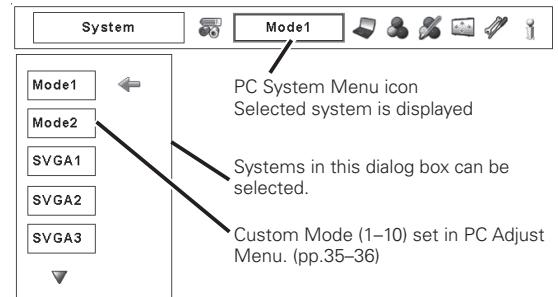 System
Mode1
PC System Menu icon
Selected system is displayed
Mode1
Mode2
SVGA1
SVGA2
SVGA3
Systems in this dialog box can be
selected.
Custom Mode (1–10) set in PC Adjust
Menu. (pp.35–36)